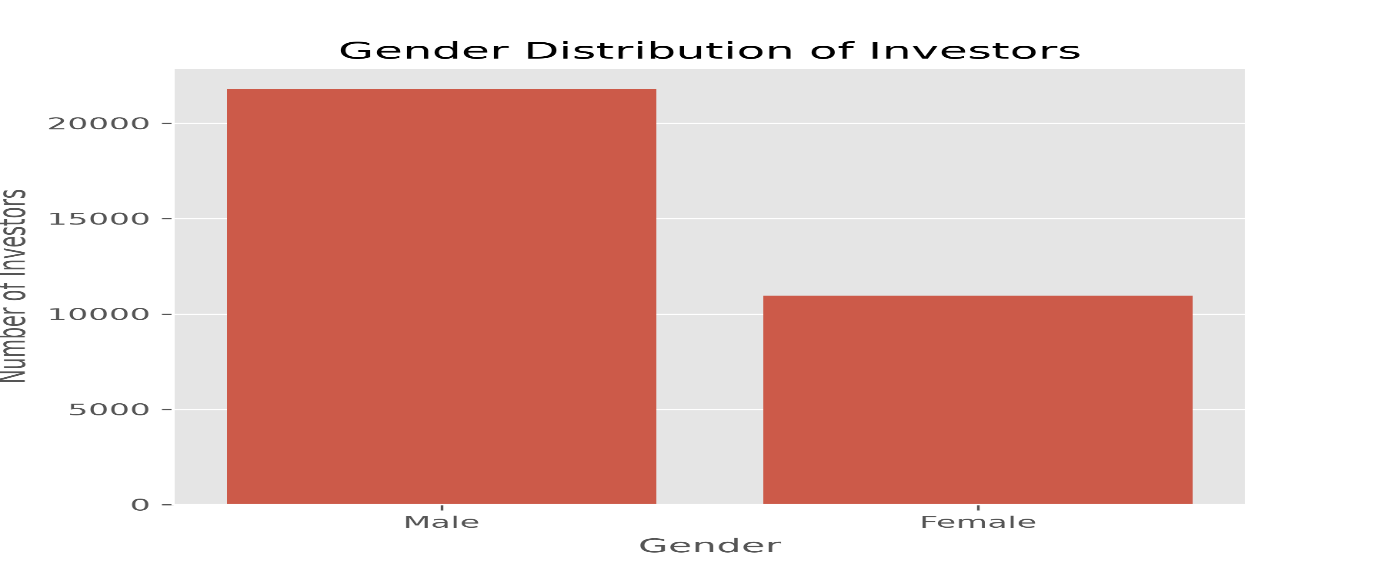 Gender Distribution of Investors
Number of Investors
20000
15000
10000
5000
0
Male Female
Gender